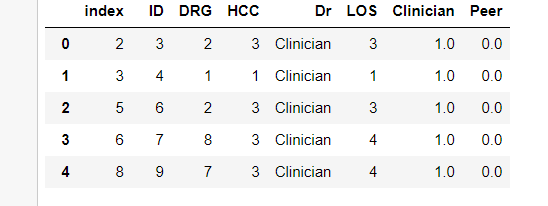 index ID DRG HCC Dr LOS Clinician Peer
0 2 3 2 3 Clinician 3 1.0 0.0
1 3 4 1 1 Clinician 1 1.0 0.0
2 5 6 2 3 Clinician 3 1.0 0.0
3 6 7 8 3 Clinician 4 1.0 0.0
4 8 9 7 3 Clinician 4 1.0 0.0